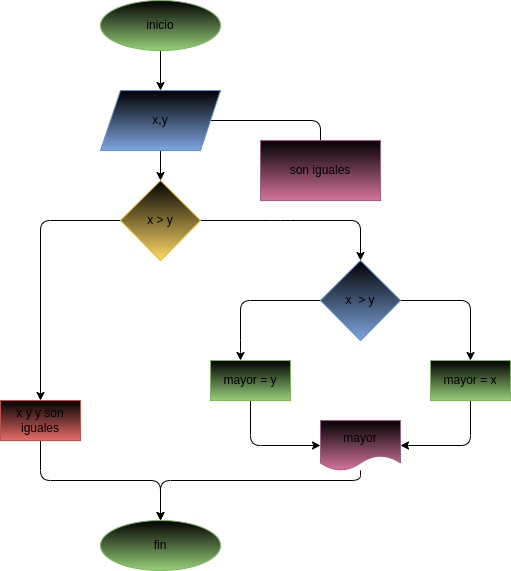 inicio
x,y
son iguales
x > y
x > y
mayor = y
mayor = x
x y y son
iguales
mayor
fin